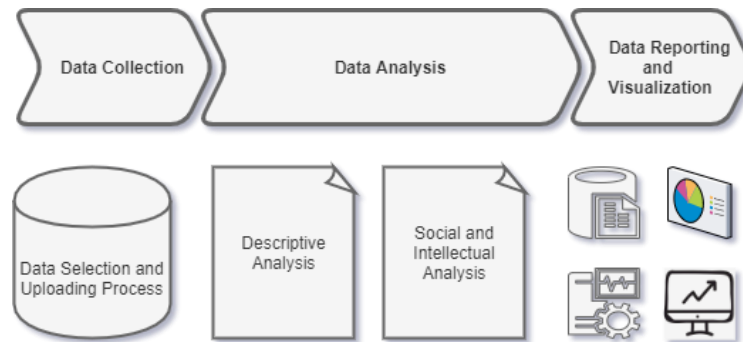 Data Collection
Data Analysis
Data Reporting
and
Visualization
Data Selection and
Uploading Process
Descriptive
Analysis
Social and
Intellectual
Analysis